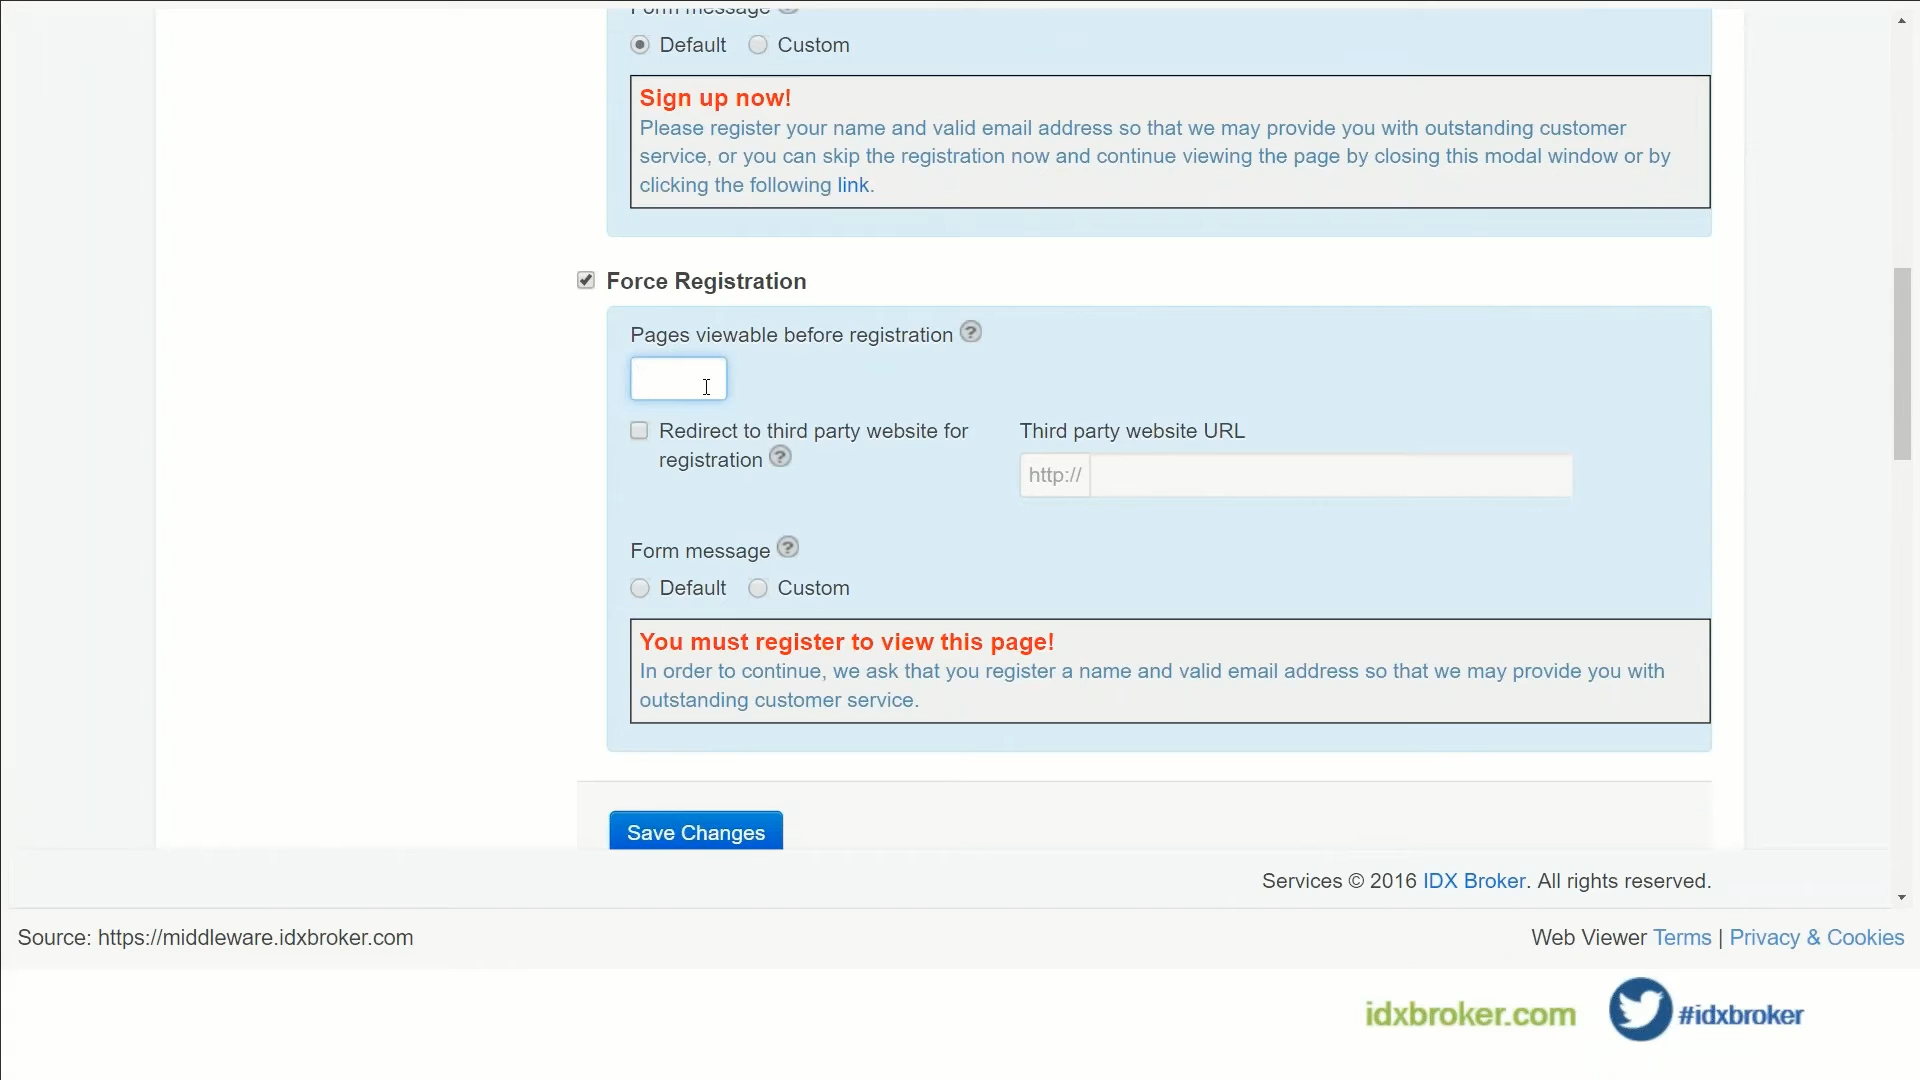 Form message ?
Default Custom
Sign up now!
Please register your name and valid email address so that we may provide you with outstanding customer
service, or you can skip the registration now and continue viewing the page by closing this modal window or by
clicking the following link.
Force Registration
Pages viewable before registration ?
Redirect to third party website for
registration ?
Third party website URL
http://
Form message ?
Default Custom
You must register to view this page!
In order to continue, we ask that you register a name and valid email address so that we may provide you with
outstanding customer service.
Save Changes
Services © 2016 IDX Broker. All rights reserved.
Source: https://middleware.idxbroker.com
Web Viewer Terms | Privacy & Cookies
idxbroker.com
#idxbroker